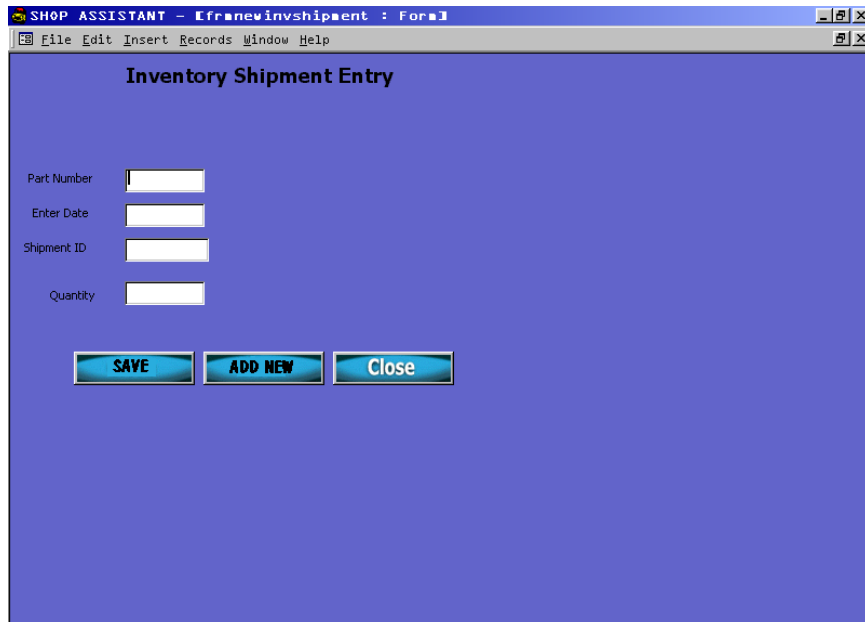 SHOP ASSISTANT - [frmnewinvshipment : Form]
File Edit Insert Records Window Help
Inventory Shipment Entry
Part Number
Enter Date
Shipment ID
Quantity
SAVE ADD NEW Close